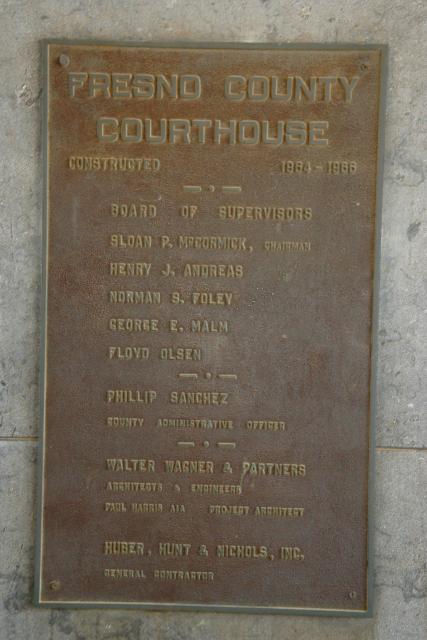 FRESNO COUNTY
COURTHOUSE
CONSTRUCTED 1964-1966
BOARD OF SUPERVISORS
SLOAN P. McCORMICK, CHAIRMAN
HENRY J. ANDREAS
NORMAN S. FOLEY
GEORGE E. MALM
FLOYD OLSEN
PHILLIP SANCHEZ
COUNTY ADMINISTRATIVE OFFICER
WALTER WAGNER & PARTNERS
ARCHITECTS & ENGINEERS
PAUL HARRIS AIA PROJECT ARCHITECT
HUBER, HUNT & NICHOLS, INC.
GENERAL CONTRACTOR